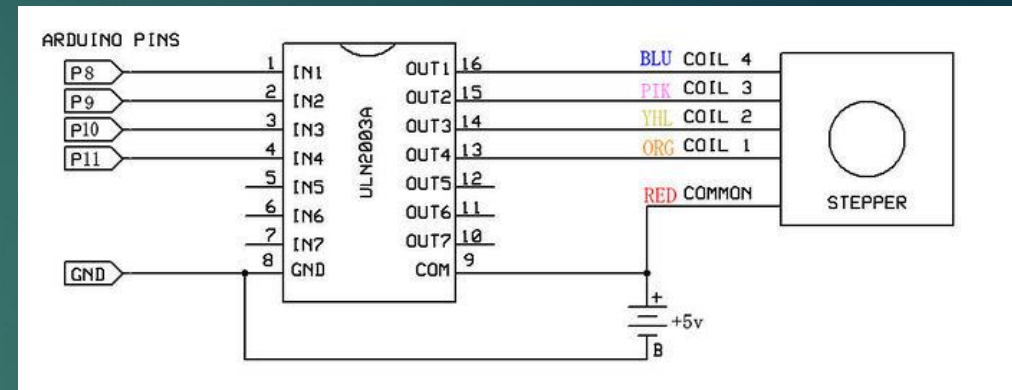 ARDUINO PINS
P8
P9
P10
P11
GND
1
2
3
4
5
6
7
8
IN1
IN2
IN3
IN4
IN5
IN6
IN7
GND
ULN2003A
OUT1
OUT2
OUT3
OUT4
OUT5
OUT6
OUT7
COM
16
15
14
13
12
11
10
9
BLU COIL 4
PIK COIL 3
YHL COIL 2
ORG COIL 1
RED COMMON
STEPPER
+
+5v
B